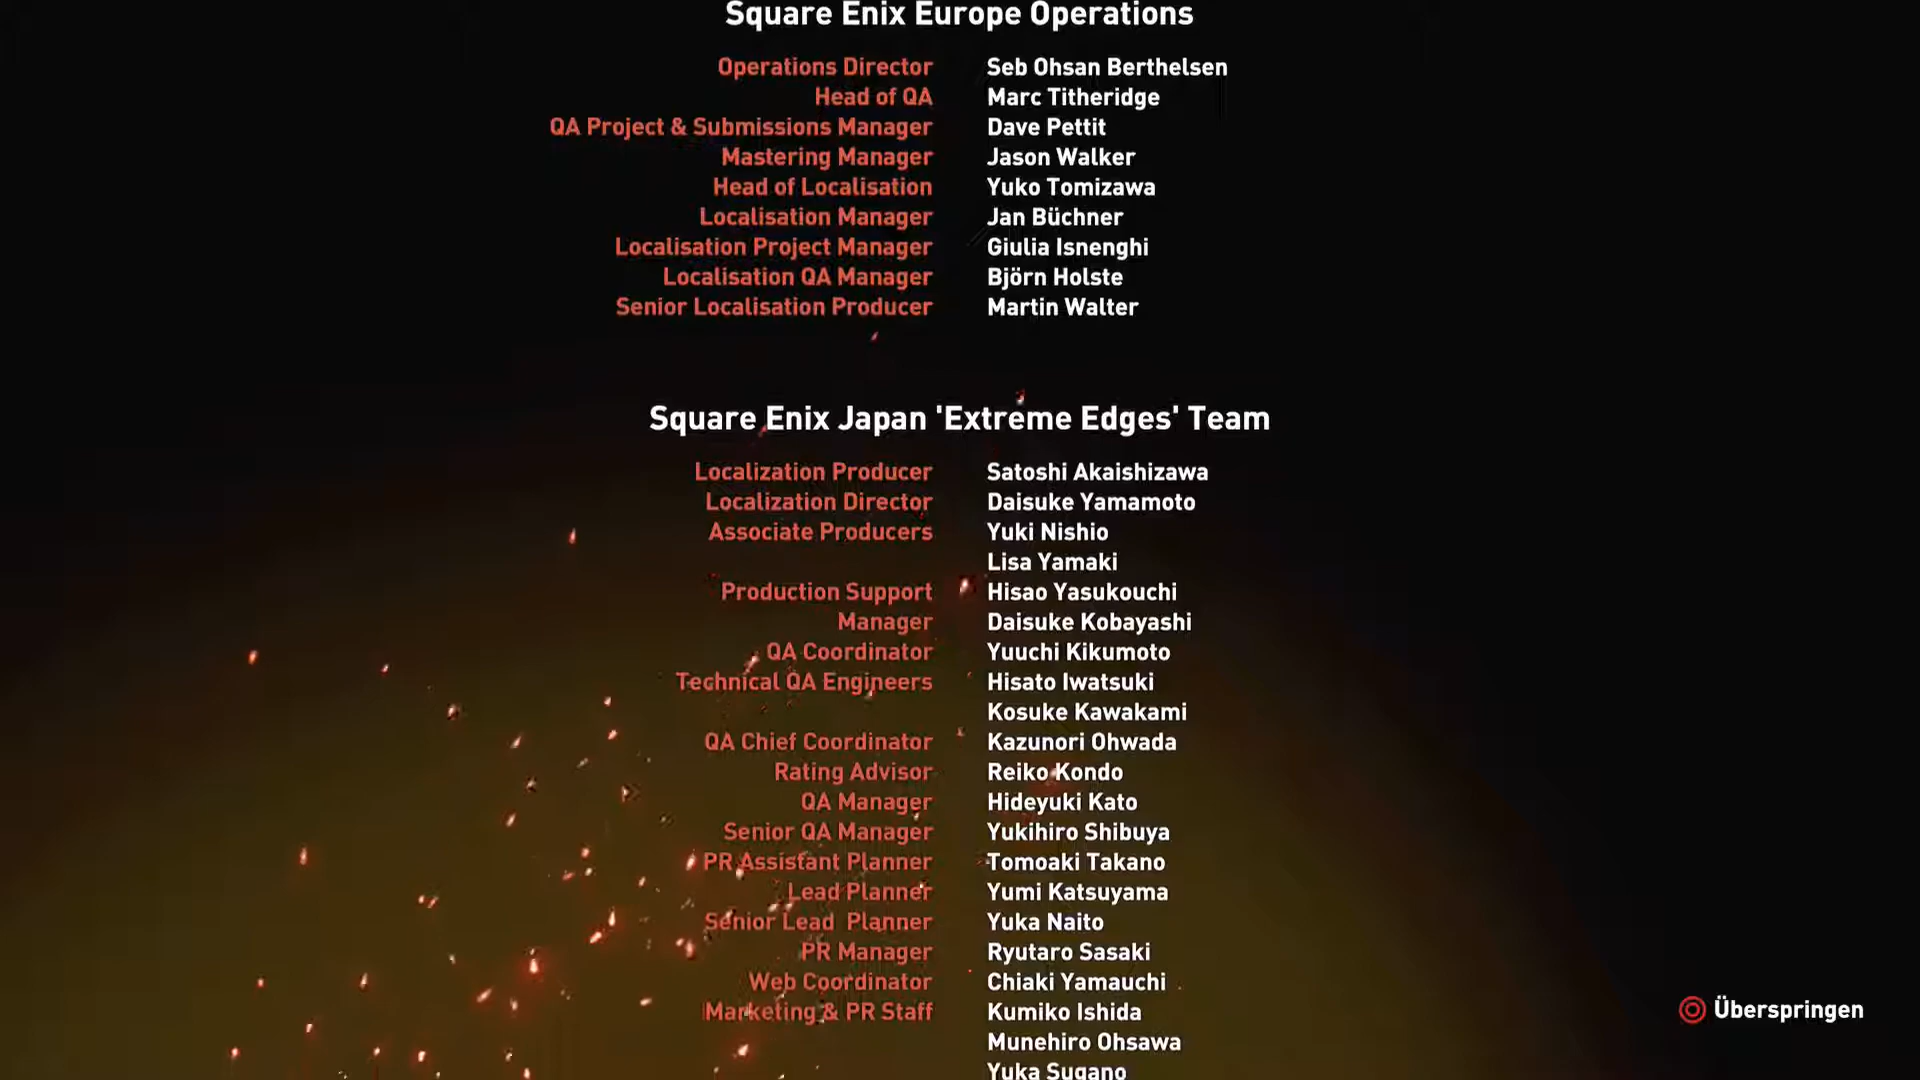 Square Enix Europe Operations
Operations Director Seb Ohsan Berthelsen
Head of QA Marc Titheridge
QA Project & Submissions Manager Dave Pettit
Mastering Manager Jason Walker
Head of Localisation Yuko Tomizawa
Localisation Manager Jan Büchner
Localisation Project Manager Giulia Isnenghi
Localisation QA Manager Björn Holste
Senior Localisation Producer Martin Walter
Square Enix Japan 'Extreme Edges' Team
Localization Producer Satoshi Akaishizawa
Localization Director Daisuke Yamamoto
Associate Producers Yuki Nishio
Lisa Yamaki
Production Support Hisao Yasukouchi
Manager Daisuke Kobayashi
QA Coordinator Yuuchi Kikumoto
Technical QA Engineers Hisato Iwatsuki
Kosuke Kawakami
QA Chief Coordinator Kazunori Ohwada
Rating Advisor Reiko Kondo
QA Manager Hideyuki Kato
Senior QA Manager Yukihiro Shibuya
PR Assistant Planner Tomoaki Takano
Lead Planner Yumi Katsuyama
Senior Lead Planner Yuka Naito
PR Manager Ryutaro Sasaki
Web Coordinator Chiaki Yamauchi
Marketing & PR Staff Kumiko Ishida
Überspringen
Munehiro Ohsawa
Yuka Sugano